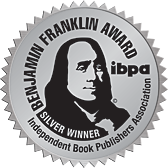 BENJAMIN FRANKLIN AWARD
ibpa
SILVER WINNER
Independent Book Publishers Association